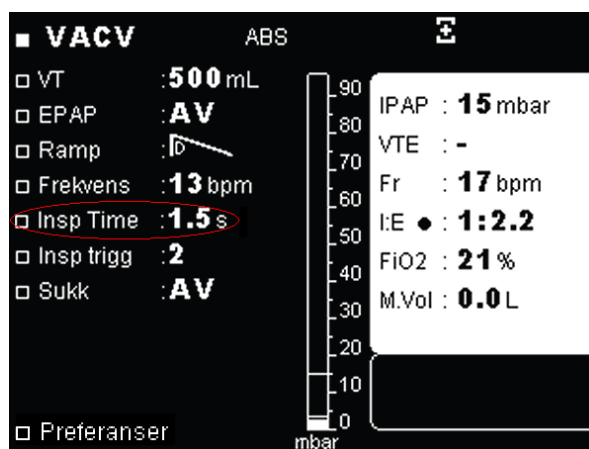 VACV ABS
VT :500 mL
EPAP :AV
Ramp : D
Frekvens :13 bpm
Insp Time :1.5 s
Insp trigg :2
Sukk :AV
Preferanser
90
80
70
60
50
40
30
20
10
0
mbar
IPAP : 15 mbar
VTE : -
Fr : 17 bpm
I:E ● : 1:2.2
FiO2 : 21 %
M.Vol : 0.0 L